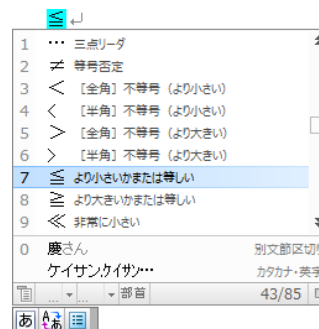 ≦↵
1 … 三点リーダ
2 ≠ 等号否定
3 ＜ [全角] 不等号（より小さい）
4 < [半角] 不等号（より小さい）
5 ＞ [全角] 不等号（より大きい）
6 > [半角] 不等号（より大きい）
7 ≦ より小さいかまたは等しい
8 ≧ より大きいかまたは等しい
9 ≪ 非常に小さい
0 慶さん 別文節区切
ケイサン,ケイサン… カタカナ・英字
... ... 部首 43/85
あ